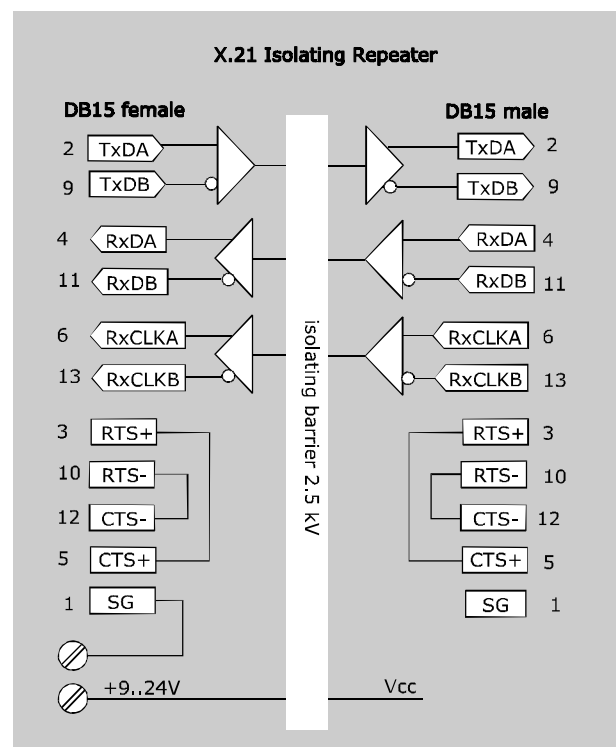 X.21 Isolating Repeater
DB15 female
DB15 male
2 TxDA
TxDA 2
9 TxDB
TxDB 9
4 RxDA
RxDA 4
11 RxDB
RxDB 11
6 RxCLKA
RxCLKA 6
13 RxCLKB
RxCLKB 13
isolating barrier 2.5 kV
3 RTS+
RTS+ 3
10 RTS-
RTS- 10
12 CTS-
CTS- 12
5 CTS+
CTS+ 5
1 SG
SG 1
+9..24V
Vcc